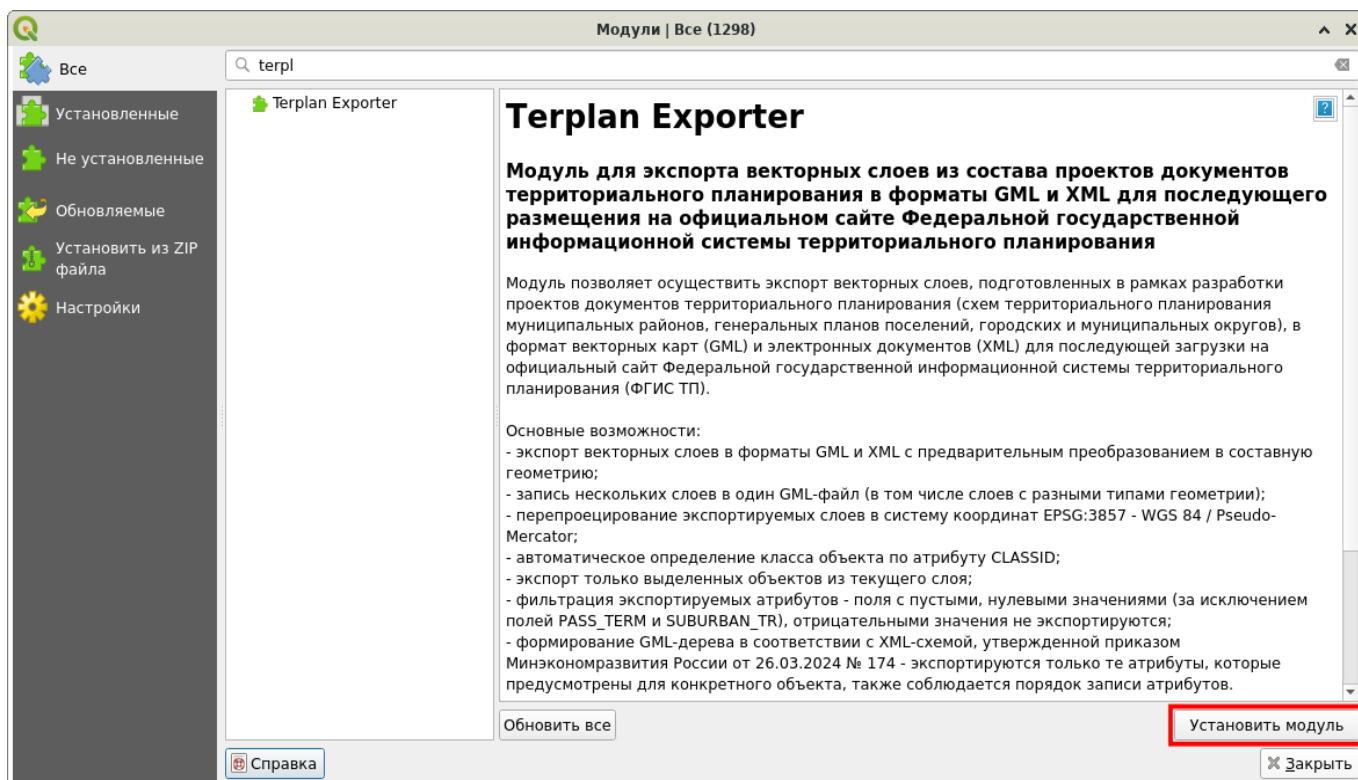 Модули | Все (1298)
Все
terpl
Установленные
Не установленные
Обновляемые
Установить из ZIP
файла
Настройки
Terplan Exporter
Terplan Exporter
Модуль для экспорта векторных слоев из состава проектов документов
территориального планирования в форматы GML и XML для последующего
размещения на официальном сайте Федеральной государственной
информационной системы территориального планирования
Модуль позволяет осуществить экспорт векторных слоев, подготовленных в рамках разработки
проектов документов территориального планирования (схем территориального планирования
муниципальных районов, генеральных планов поселений, городских и муниципальных округов), в
формат векторных карт (GML) и электронных документов (XML) для последующей загрузки на
официальный сайт Федеральной государственной информационной системы территориального
планирования (ФГИС ТП).
Основные возможности:
- экспорт векторных слоев в форматы GML и XML с предварительным преобразованием в составную
геометрию;
- запись нескольких слоев в один GML-файл (в том числе слоев с разными типами геометрии);
- перепроецирование экспортируемых слоев в систему координат EPSG:3857 - WGS 84 / Pseudo-
Mercator;
- автоматическое определение класса объекта по атрибуту CLASSID;
- экспорт только выделенных объектов из текущего слоя;
- фильтрация экспортируемых атрибутов - поля с пустыми, нулевыми значениями (за исключением
полей PASS_TERM и SUBURBAN_TR), отрицательными значения не экспортируются;
- формирование GML-дерева в соответствии с XML-схемой, утвержденной приказом
Минэкономразвития России от 26.03.2024 № 174 - экспортируются только те атрибуты, которые
предусмотрены для конкретного объекта, также соблюдается порядок записи атрибутов.
Обновить все
Установить модуль
Справка
Закрыть